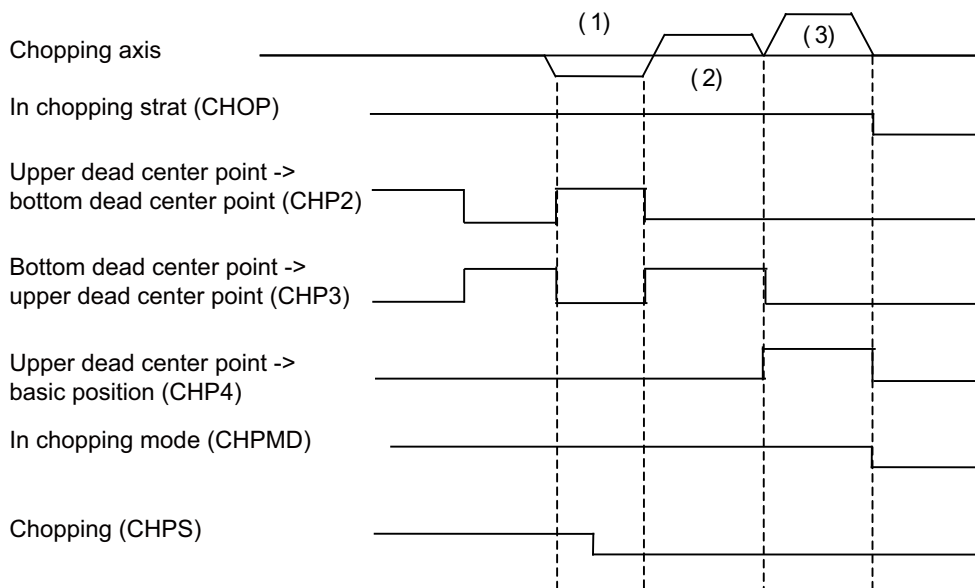 (1)
Chopping axis
(3)
(2)
In chopping strat (CHOP)
Upper dead center point ->
bottom dead center point (CHP2)
Bottom dead center point ->
upper dead center point (CHP3)
Upper dead center point ->
basic position (CHP4)
In chopping mode (CHPMD)
Chopping (CHPS)